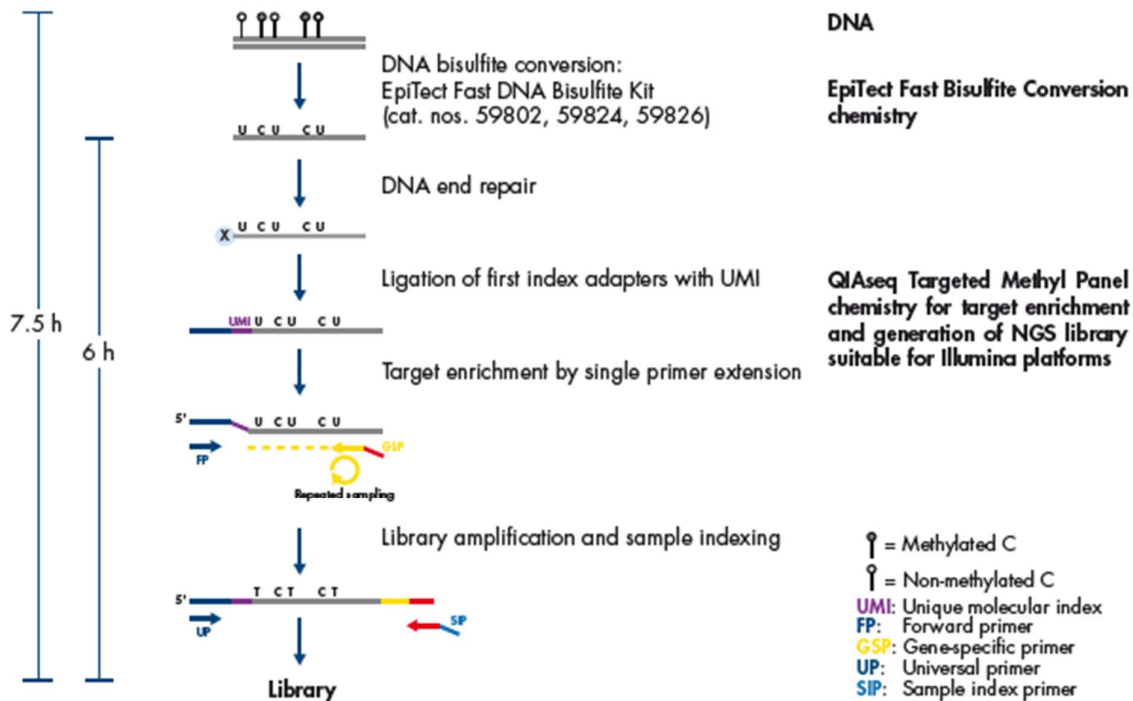 DNA
DNA bisulfite conversion:
EpiTect Fast DNA Bisulfite Kit
(cat. nos. 59802, 59824, 59826)
EpiTect Fast Bisulfite Conversion
chemistry
U C U C U
DNA end repair
X
U C U C U
Ligation of first index adapters with UMI
QIAseq Targeted Methyl Panel
chemistry for target enrichment
and generation of NGS library
suitable for Illumina platforms
7.5 h
6 h
UMI
U C U C U
Target enrichment by single primer extension
5'
U C U C U
FP
GSP
Repeated sampling
Library amplification and sample indexing
5'
T C T C T
UP
SIP
Library
= Methylated C
= Non-methylated C
UMI: Unique molecular index
FP: Forward primer
GSP: Gene-specific primer
UP: Universal primer
SIP: Sample index primer